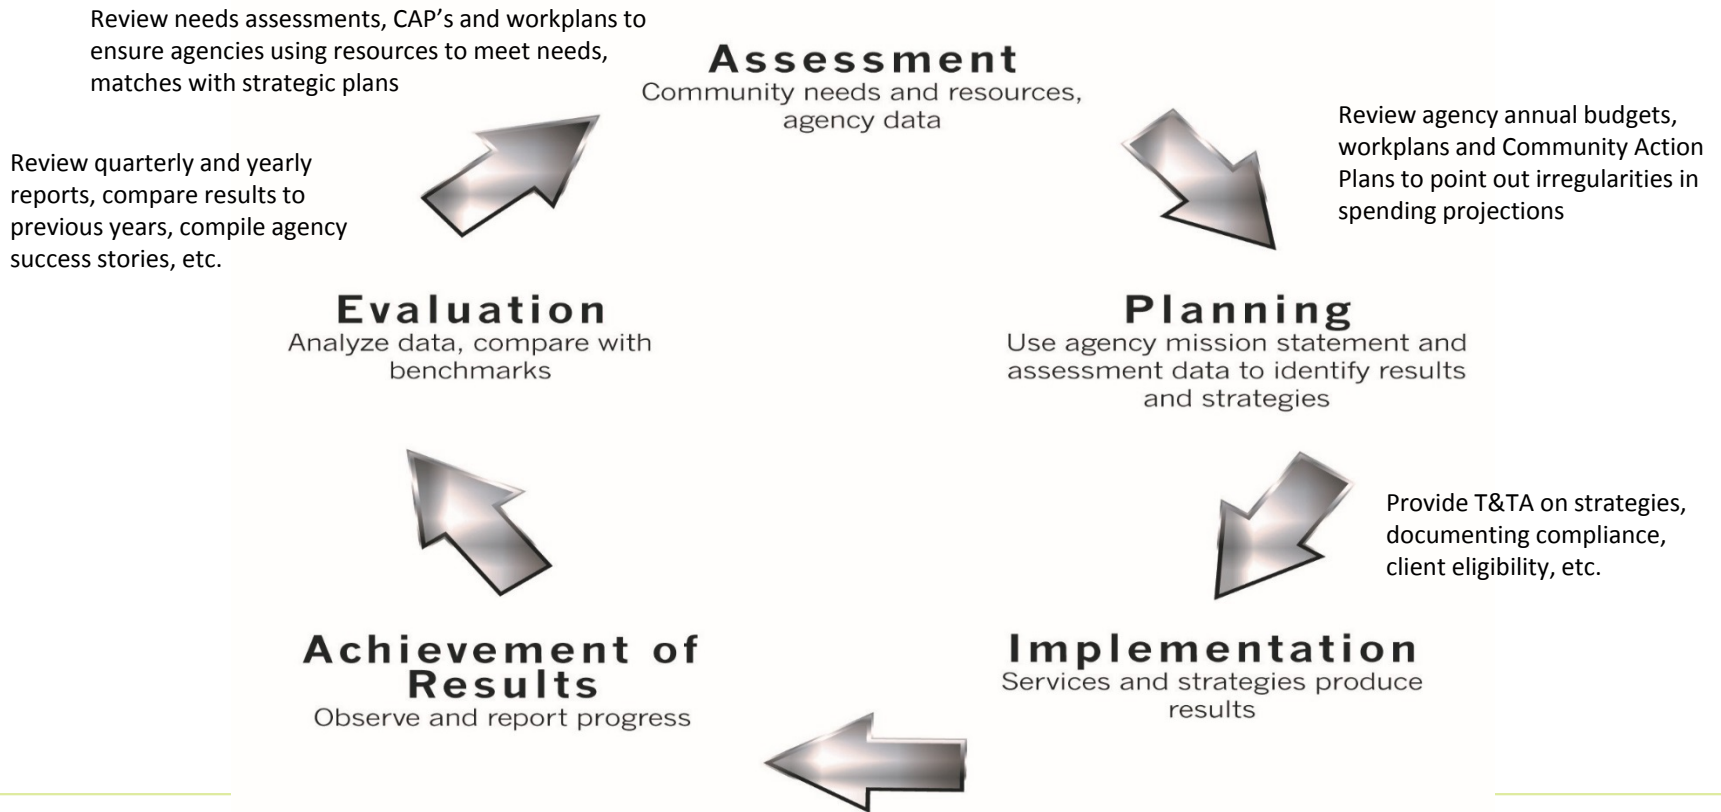 Review needs assessments, CAP’s and workplans to
ensure agencies using resources to meet needs,
matches with strategic plans
Assessment
Community needs and resources,
agency data
Review agency annual budgets,
workplans and Community Action
Plans to point out irregularities in
spending projections
Review quarterly and yearly
reports, compare results to
previous years, compile agency
success stories, etc.
Evaluation
Analyze data, compare with
benchmarks
Planning
Use agency mission statement and
assessment data to identify results
and strategies
Provide T&TA on strategies,
documenting compliance,
client eligibility, etc.
Achievement of
Results
Observe and report progress
Implementation
Services and strategies produce
results